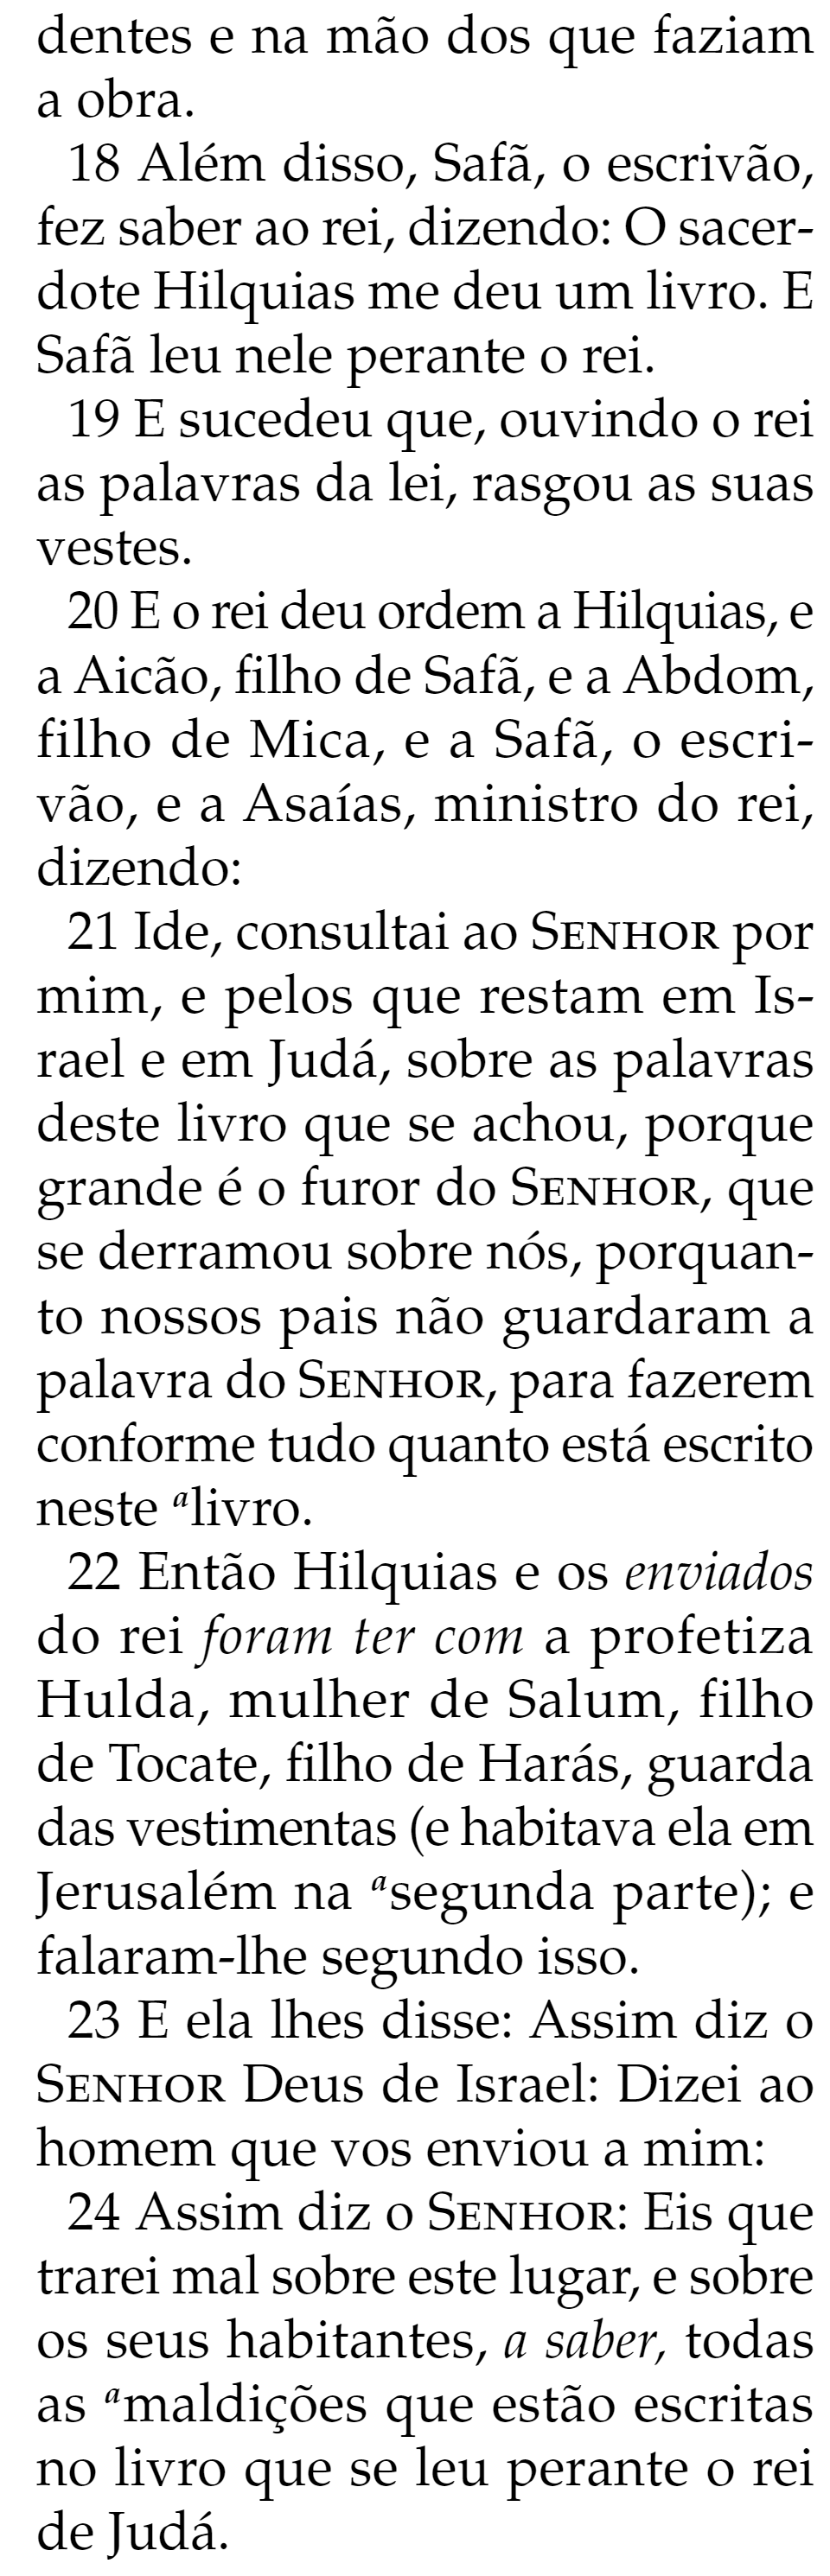 dentes e na mão dos que faziam
a obra.
18 Além disso, Safã, o escrivão,
fez saber ao rei, dizendo: O sacer-
dote Hilquias me deu um livro. E
Safã leu nele perante o rei.
19 E sucedeu que, ouvindo o rei
as palavras da lei, rasgou as suas
vestes.
20 E o rei deu ordem a Hilquias, e
a Aicão, filho de Safã, e a Abdom,
filho de Mica, e a Safã, o escri-
vão, e a Asaías, ministro do rei,
dizendo:
21 Ide, consultai ao SENHOR por
mim, e pelos que restam em Is-
rael e em Judá, sobre as palavras
deste livro que se achou, porque
grande é o furor do SENHOR, que
se derramou sobre nós, porquan-
to nossos pais não guardaram a
palavra do SENHOR, para fazerem
conforme tudo quanto está escrito
neste alivro.
22 Então Hilquias e os enviados
do rei foram ter com a profetiza
Hulda, mulher de Salum, filho
de Tocate, filho de Harás, guarda
das vestimentas (e habitava ela em
Jerusalém na asegunda parte); e
falaram-lhe segundo isso.
23 E ela lhes disse: Assim diz o
SENHOR Deus de Israel: Dizei ao
homem que vos enviou a mim:
24 Assim diz o SENHOR: Eis que
trarei mal sobre este lugar, e sobre
os seus habitantes, a saber, todas
as amaldições que estão escritas
no livro que se leu perante o rei
de Judá.